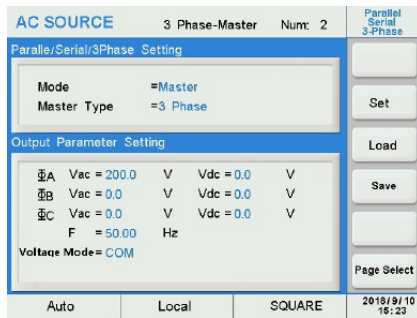 AC SOURCE 3 Phase-Master Num: 2
Parallel
Serial
3-Phase
Paralle/Serial/3Phase Setting
Mode =Master
Master Type =3 Phase
Set
Output Parameter Setting
Load
ΦA Vac = 200.0 V Vdc = 0.0 V
ΦB Vac = 0.0 V Vdc = 0.0 V
Save
ΦC Vac = 0.0 V Vdc = 0.0 V
F = 50.00 Hz
Voltage Mode= COM
Page Select
Auto Local SQUARE
2018/9/10
15:23